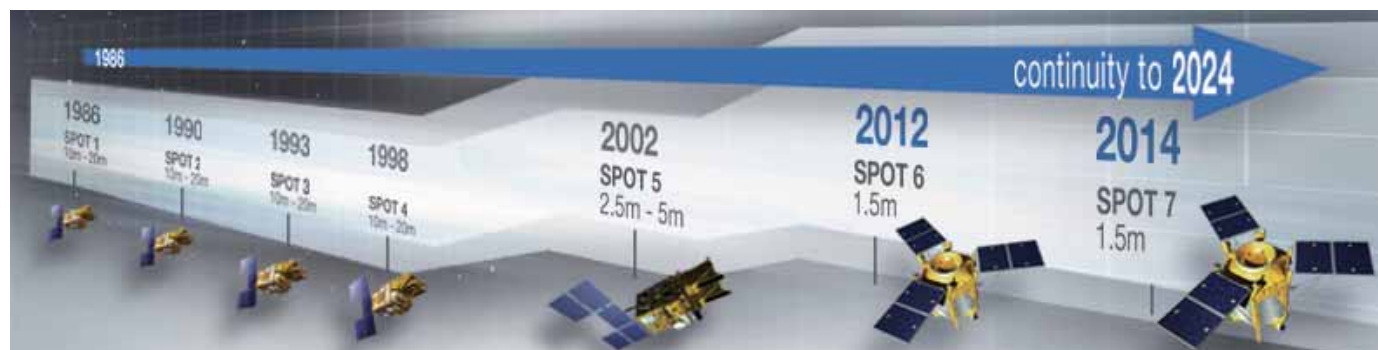 1986
continuity to 2024
1986
SPOT 1
10m - 20m
1990
SPOT 2
10m - 20m
1993
SPOT 3
10m - 20m
1998
SPOT 4
10m - 20m
2002
SPOT 5
2.5m - 5m
2012
SPOT 6
1.5m
2014
SPOT 7
1.5m